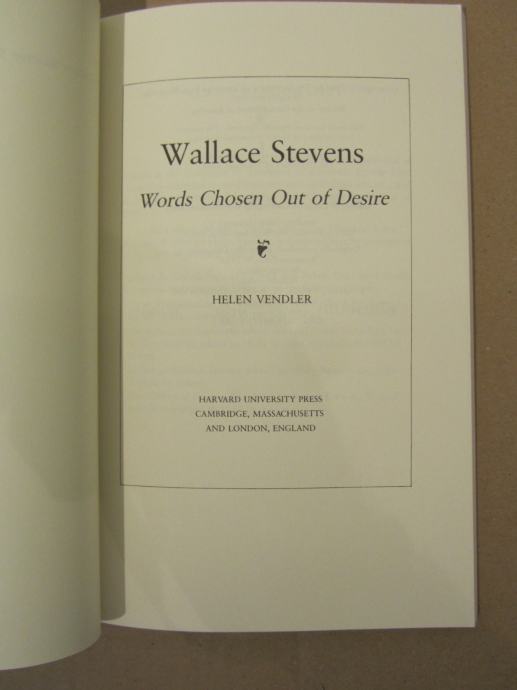 Wallace Stevens
Words Chosen Out of Desire
HELEN VENDLER
HARVARD UNIVERSITY PRESS
CAMBRIDGE, MASSACHUSETTS
AND LONDON, ENGLAND